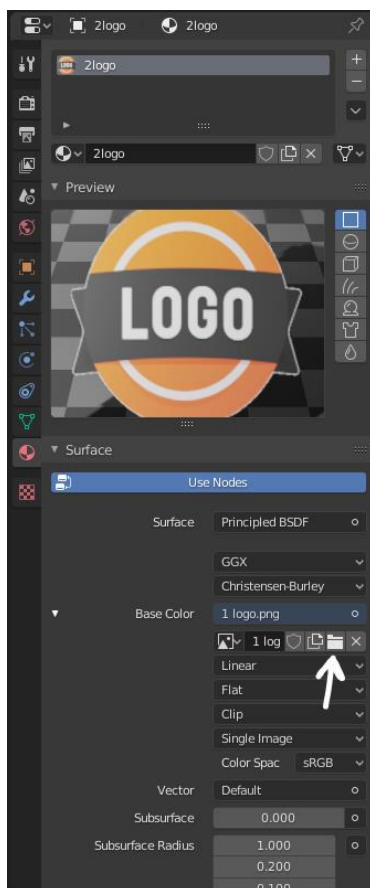 2logo 2logo
2logo
2logo
Preview
LOGO
Surface
Use Nodes
Surface Principled BSDF
GGX
Christensen-Burley
Base Color 1 logo.png
1 log
Linear
Flat
Clip
Single Image
Color Spac sRGB
Vector Default
Subsurface 0.000
Subsurface Radius 1.000
0.200
0.100